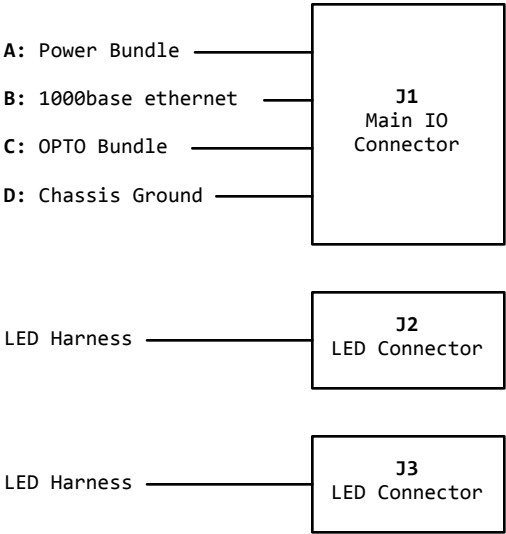 A: Power Bundle
B: 1000base ethernet
C: OPTO Bundle
D: Chassis Ground
J1
Main IO
Connector
LED Harness
J2
LED Connector
LED Harness
J3
LED Connector